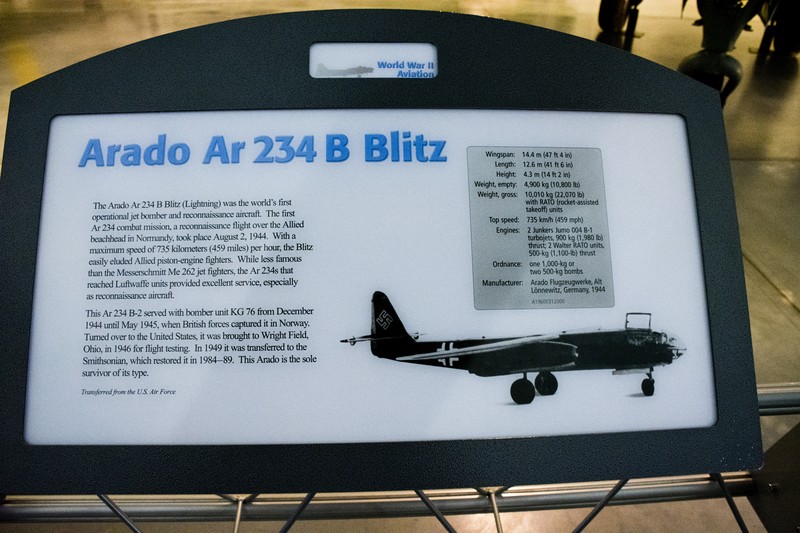 World War II
Aviation
Arado Ar 234 B Blitz
The Arado Ar 234 B Blitz (Lightning) was the world's first
operational jet bomber and reconnaissance aircraft. The first
Ar 234 combat mission, a reconnaissance flight over the Allied
beachhead in Normandy, took place August 2, 1944. With a
maximum speed of 735 kilometers (459 miles) per hour, the Blitz
easily eluded Allied piston-engine fighters. While less famous
than the Messerschmitt Me 262 jet fighters, the Ar 234s that
reached Luftwaffe units provided excellent service, especially
as reconnaissance aircraft.
This Ar 234 B-2 served with bomber unit KG 76 from December
1944 until May 1945, when British forces captured it in Norway.
Turned over to the United States, it was brought to Wright Field,
Ohio, in 1946 for flight testing. In 1949 it was transferred to the
Smithsonian, which restored it in 1984–89. This Arado is the sole
survivor of its type.
Transferred from the U.S. Air Force
Wingspan: 14.4 m (47 ft 4 in)
Length: 12.6 m (41 ft 6 in)
Height: 4.3 m (14 ft 2 in)
Weight, empty: 4,900 kg (10,800 lb)
Weight, gross: 10,010 kg (22,070 lb)
with RATO (rocket-assisted
takeoff) units
Top speed: 735 km/h (459 mph)
Engines: 2 Junkers Jumo 004 B-1
turbojets, 900 kg (1,980 lb)
thrust; 2 Walter RATO units,
500-kg (1,100-lb) thrust
Ordnance: one 1,000-kg or
two 500-kg bombs
Manufacturer: Arado Flugzeugwerke, Alt
Lönnewitz, Germany, 1944
A19600312000